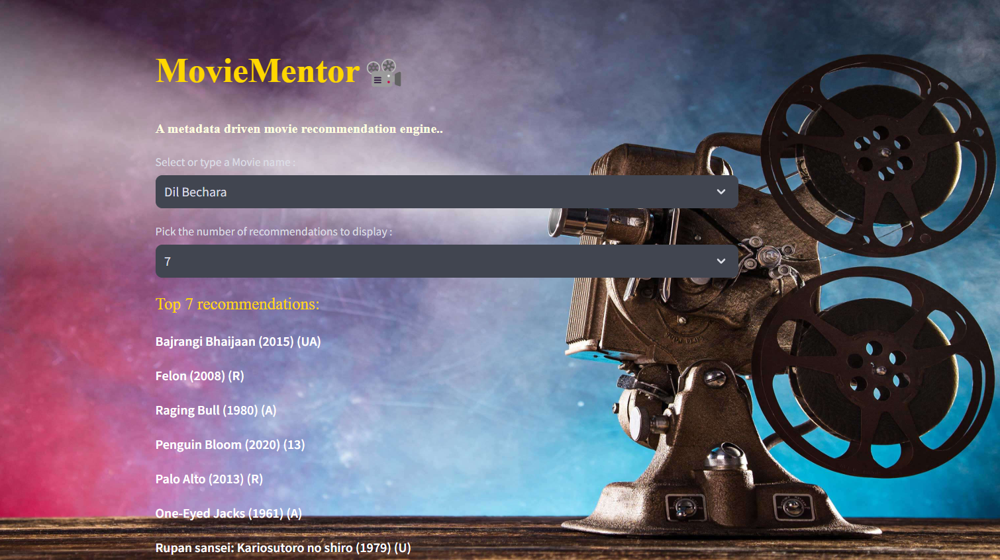 MovieMentor
A metadata driven movie recommendation engine..
Select or type a Movie name :
Dil Bechara
Pick the number of recommendations to display :
7
Top 7 recommendations:
Bajrangi Bhaijaan (2015) (UA)
Felon (2008) (R)
Raging Bull (1980) (A)
Penguin Bloom (2020) (13)
Palo Alto (2013) (R)
One-Eyed Jacks (1961) (A)
Rupan sansei: Kariosutoro no shiro (1979) (U)